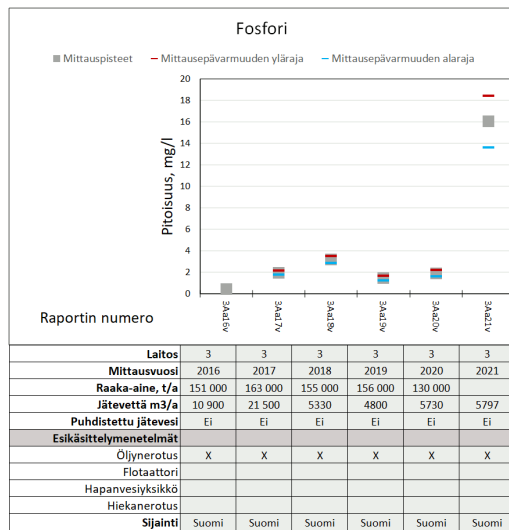 Fosfori
Mittauspisteet Mittausepävarmuuden yläraja Mittausepävarmuuden alaraja
20
18
16
14
12
10
8
6
4
2
0
Pitoisuus, mg/l
3Aa16v 3Aa17v 3Aa18v 3Aa19v 3Aa20v 3Aa21v
Raportin numero
Laitos 3 3 3 3 3 3
Mittausvuosi 2016 2017 2018 2019 2020 2021
Raaka-aine, t/a 151 000 163 000 155 000 156 000 130 000
Jätevettä m3/a 10 900 21 500 5330 4800 5730 5797
Puhdistettu jätevesi Ei Ei Ei Ei Ei Ei
Esikäsittelymenetelmät
Öljynerotus X X X X X X
Flotaattori
Hapanvesiyksikkö
Hiekanerotus
Sijainti Suomi Suomi Suomi Suomi Suomi Suomi